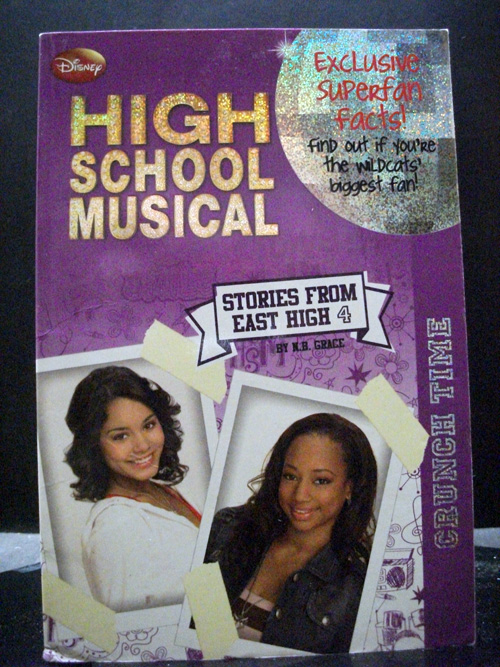 Disney
HIGH
SCHOOL
MUSICAL
Exclusive
Superfan
Facts!
Find out if you're
the Wildcats'
biggest fan!
STORIES FROM
EAST HIGH 4
BY N.B. GRACE
CRUNCH TIME